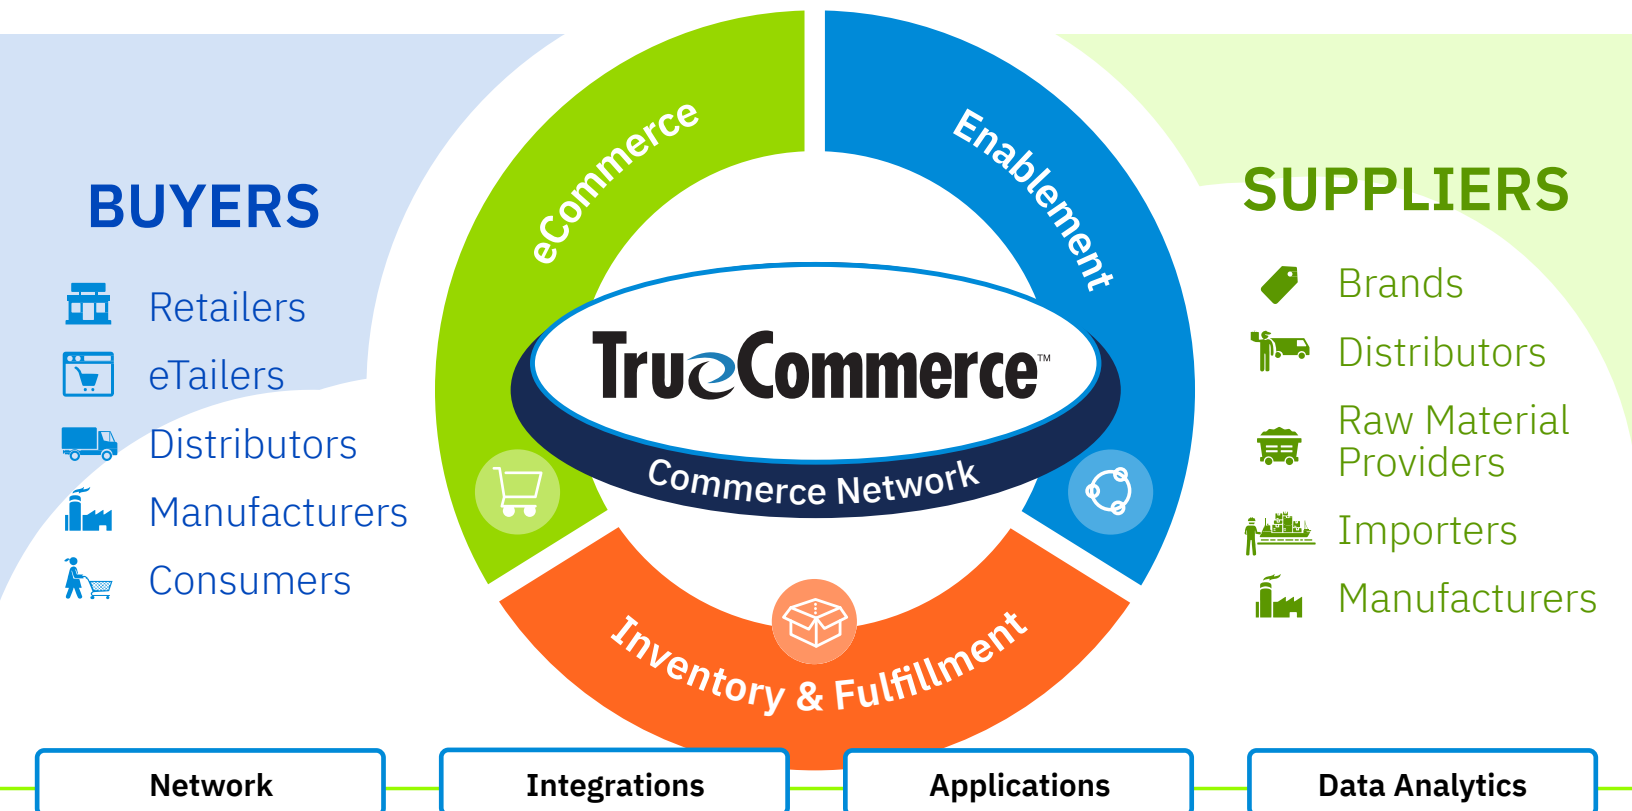 BUYERS
Retailers
eTailers
Distributors
Manufacturers
Consumers
eCommerce
Enablement
TrueCommerce™
Commerce Network
Inventory & Fulfillment
SUPPLIERS
Brands
Distributors
Raw Material
Providers
Importers
Manufacturers
Network
Integrations
Applications
Data Analytics